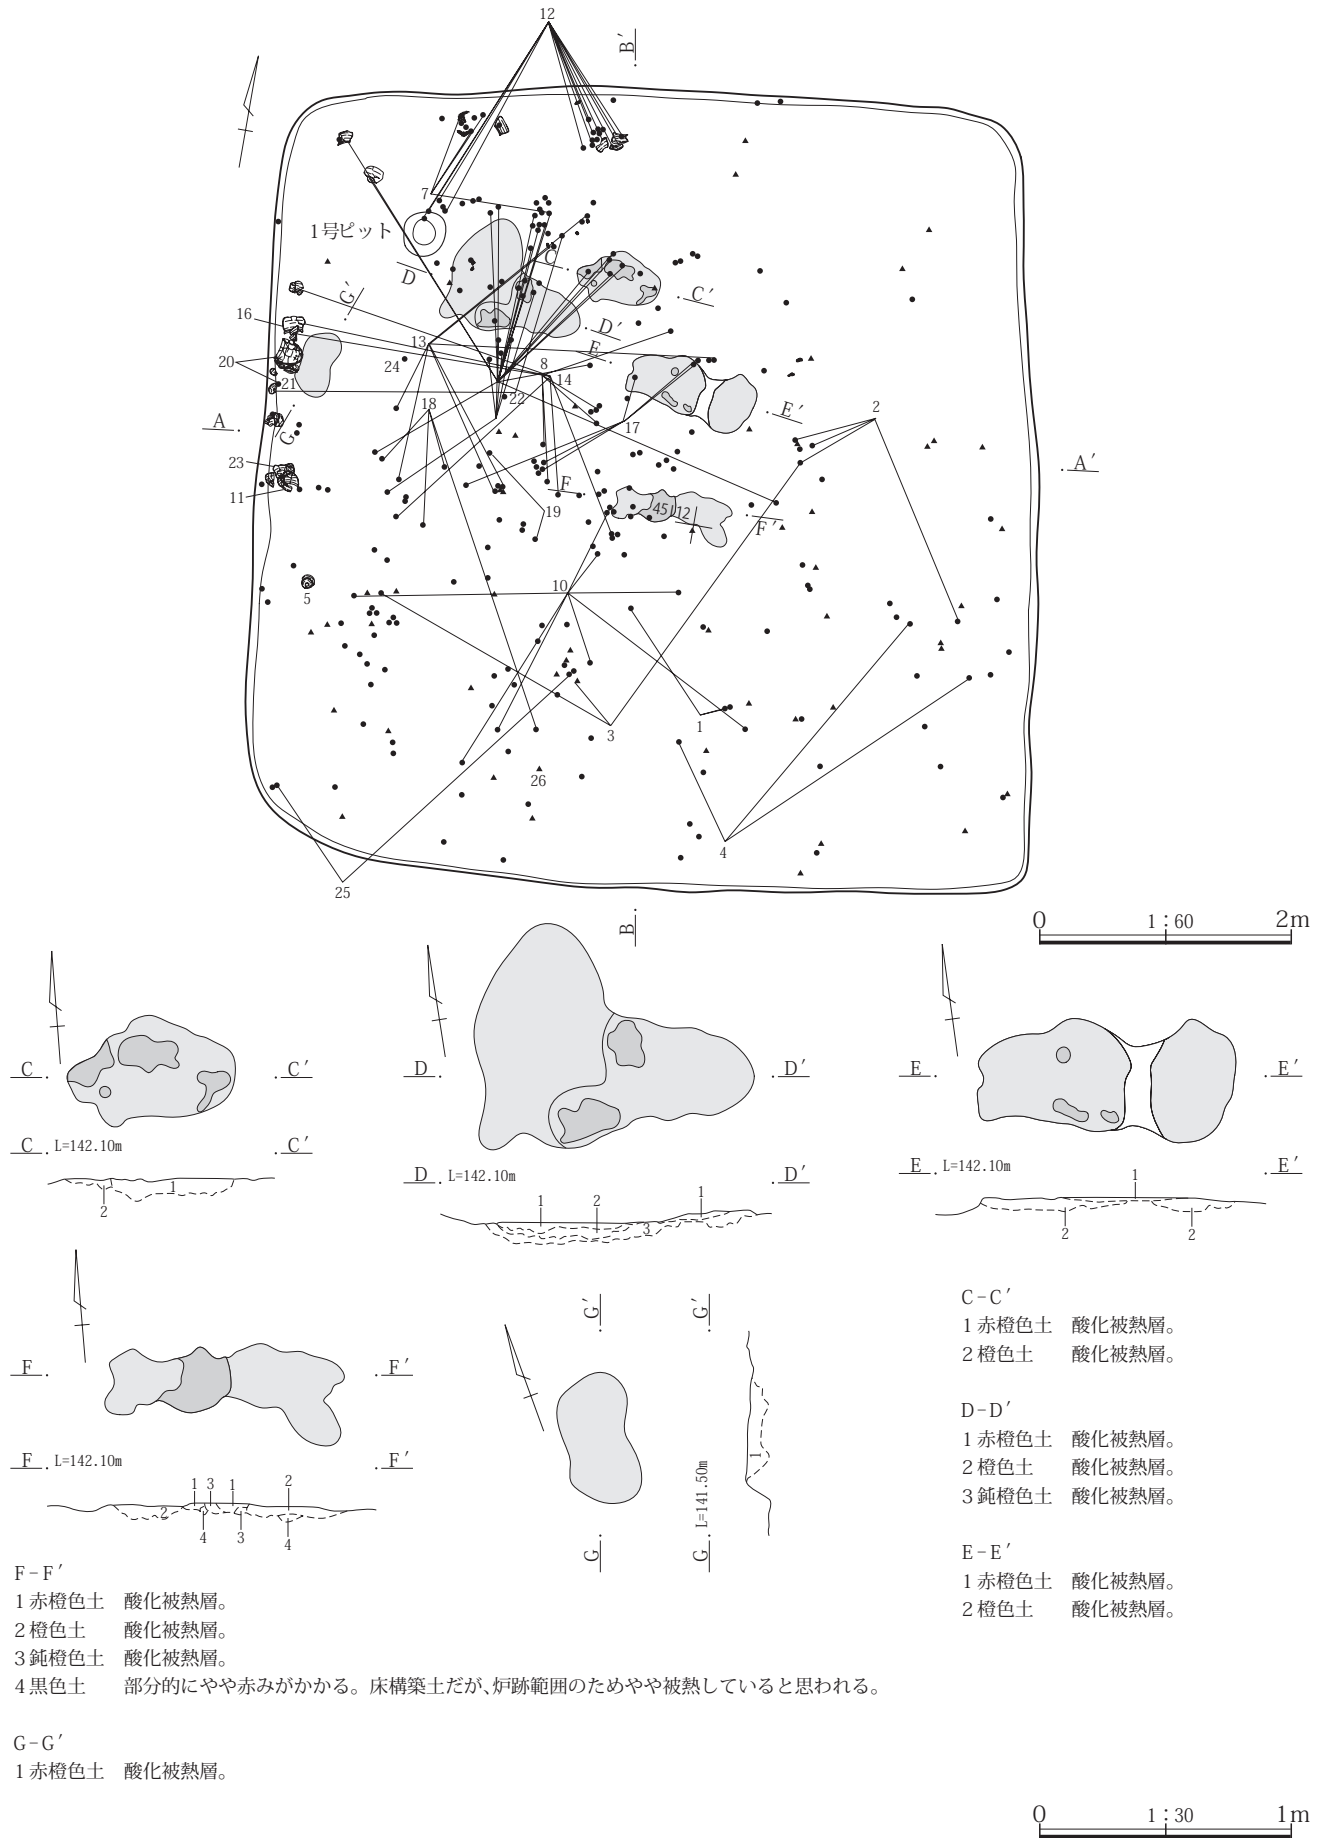 12
B′
7
1号ピット
C
D
G′
C′
16
D′
13
E
20
24
8
14
21
22
2
18
E′
A
G
17
23
A′
11
F
19
45 J12
F′
10
5
1
3
26
4
25
B
0 1：60 2m
C C′
D D′
E E′
C L=142.10m C′
1
2
D L=142.10m D′
1 2 1
3
E L=142.10m E′
1
2 2
F F′
F L=142.10m F′
1 3 1 2
2
4 3 4
G′ G′
1
G G L=141.50m
C－C′
1 赤橙色土　酸化被熱層。
2 橙色土　　酸化被熱層。
D－D′
1 赤橙色土　酸化被熱層。
2 橙色土　　酸化被熱層。
3 鈍橙色土　酸化被熱層。
E－E′
1 赤橙色土　酸化被熱層。
2 橙色土　　酸化被熱層。
F－F′
1 赤橙色土　酸化被熱層。
2 橙色土　　酸化被熱層。
3 鈍橙色土　酸化被熱層。
4 黒色土　　部分的にやや赤みがかかる。床構築土だが、炉跡範囲のためやや被熱していると思われる。
G－G′
1 赤橙色土　酸化被熱層。
0 1：30 1m